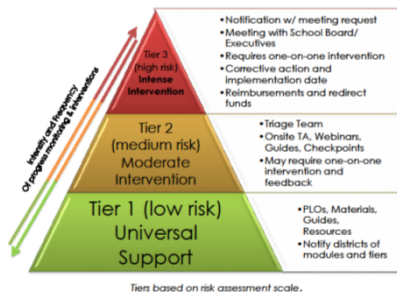 Intensity and Frequency
Of progress monitoring & interventions
Tier 3
(high risk)
Intense
Intervention
•Notification w/ meeting request
•Meeting with School Board/
Executives
•Requires one-on-one intervention
•Corrective action and
implementation date
•Reimbursements and redirect
funds
Tier 2
(medium risk)
Moderate
Intervention
•Triage Team
•Onsite TA, Webinars,
Guides, Checkpoints
•May require one-on-one
intervention and
feedback
Tier 1 (low risk)
Universal
Support
•PLOs, Materials,
Guides,
Resources
•Notify districts of
modules and tiers
Tiers based on risk assessment scale.